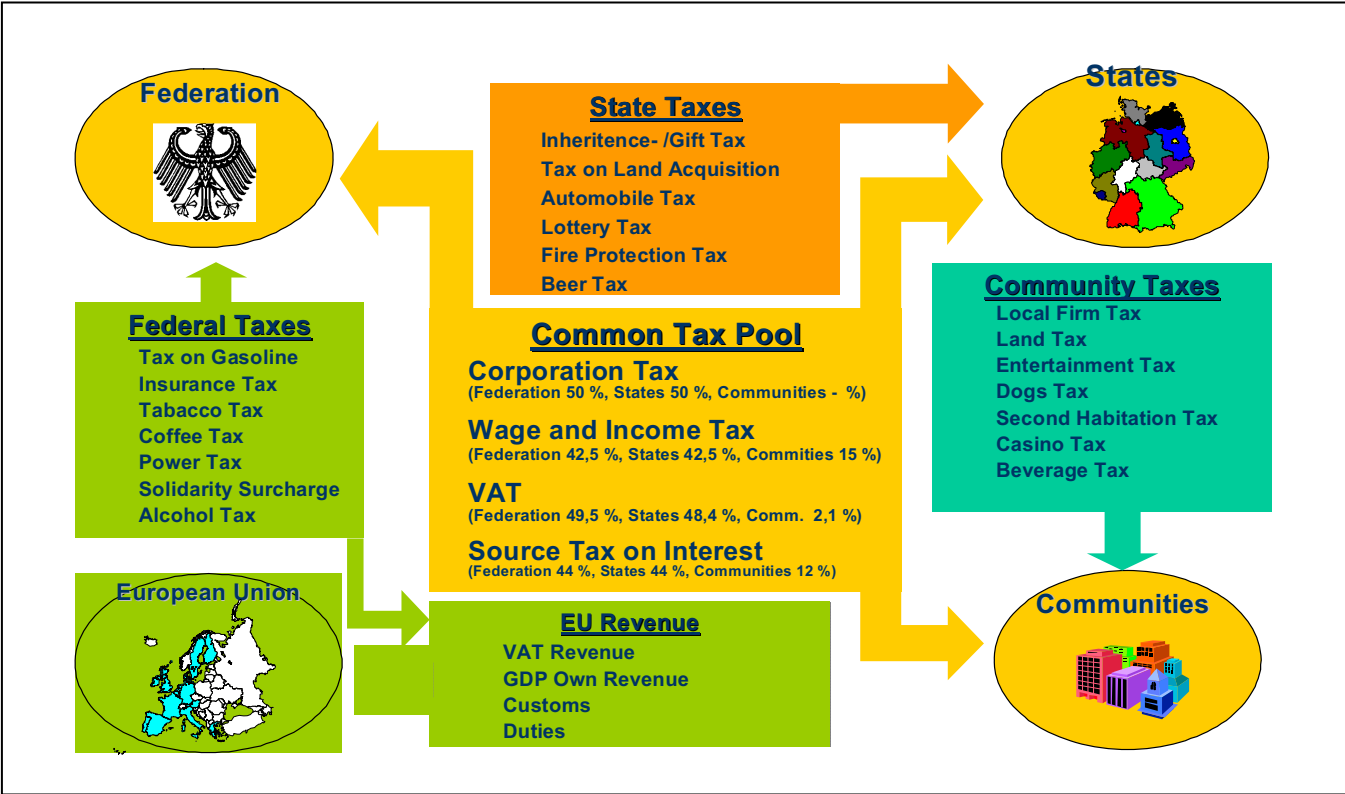 Federation
State Taxes
Inheritence- /Gift Tax
Tax on Land Acquisition
Automobile Tax
Lottery Tax
Fire Protection Tax
Beer Tax
States
Federal Taxes
Tax on Gasoline
Insurance Tax
Tabacco Tax
Coffee Tax
Power Tax
Solidarity Surcharge
Alcohol Tax
Common Tax Pool
Corporation Tax
(Federation 50 %, States 50 %, Communities - %)
Wage and Income Tax
(Federation 42,5 %, States 42,5 %, Commities 15 %)
VAT
(Federation 49,5 %, States 48,4 %, Comm. 2,1 %)
Source Tax on Interest
(Federation 44 %, States 44 %, Communities 12 %)
Community Taxes
Local Firm Tax
Land Tax
Entertainment Tax
Dogs Tax
Second Habitation Tax
Casino Tax
Beverage Tax
European Union
EU Revenue
VAT Revenue
GDP Own Revenue
Customs
Duties
Communities